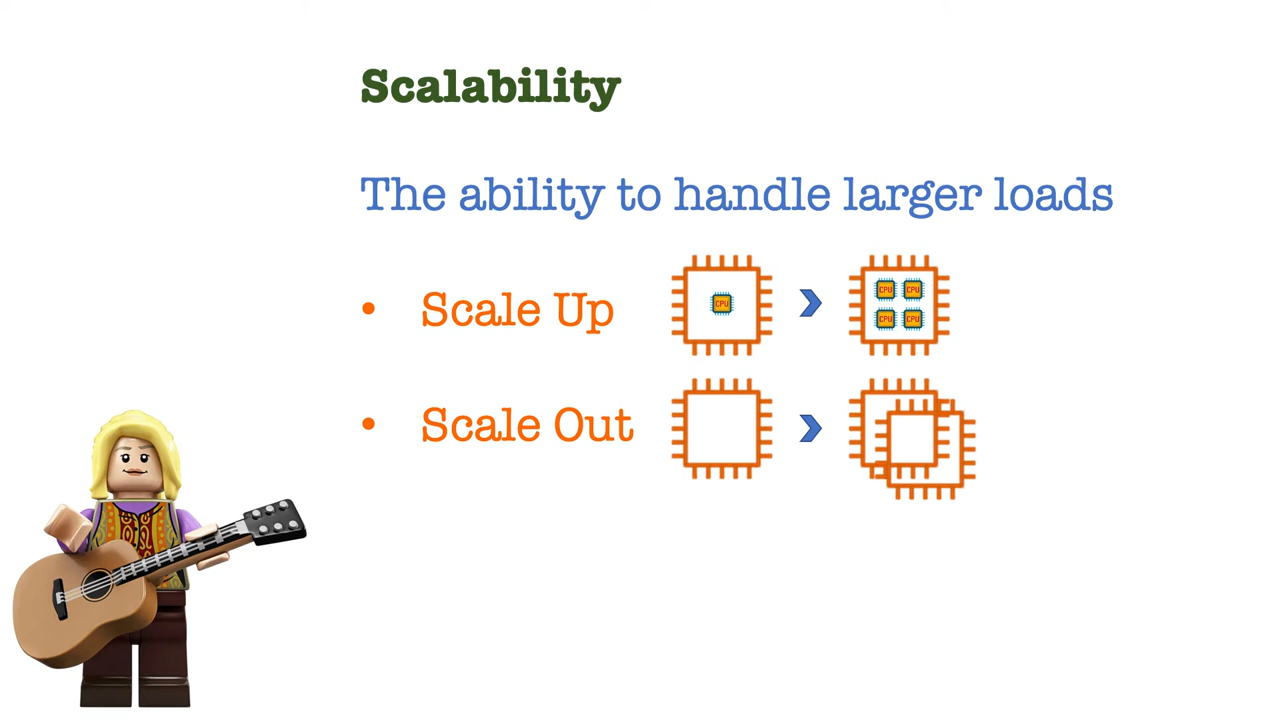 Scalability
The ability to handle larger loads
• Scale Up
CPU
CPU CPU
CPU CPU
• Scale Out